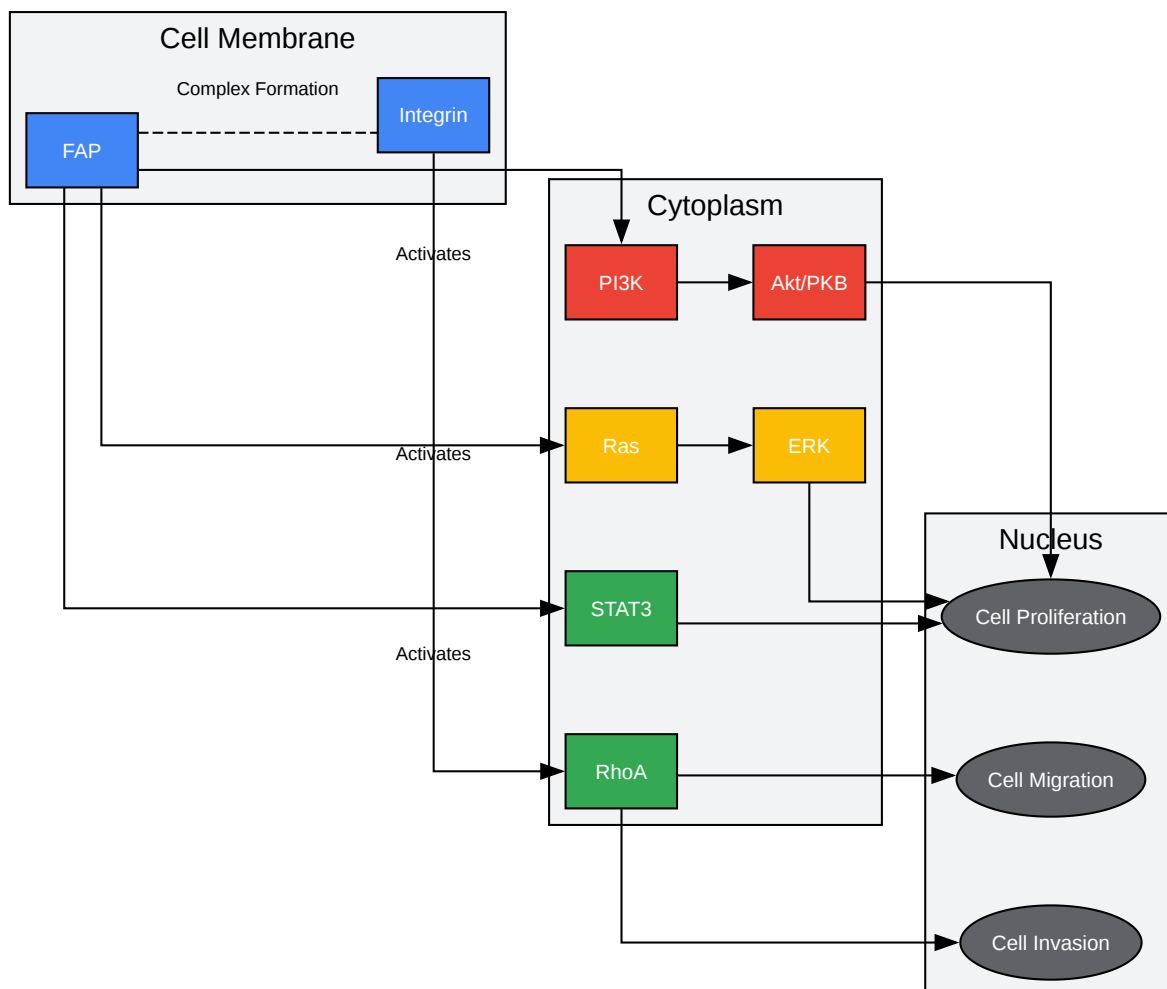 Cell Membrane
Complex Formation
Integrin
FAP
Cytoplasm
Activates
PI3K
Akt/PKB
Ras
ERK
Activates
Nucleus
STAT3
Cell Proliferation
Activates
RhoA
Cell Migration
Cell Invasion